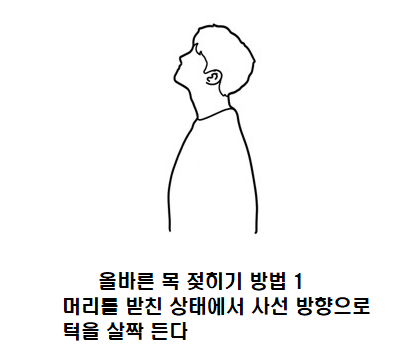 올바른 목 젖히기 방법 1
머리를 받친 상태에서 사선 방향으로
턱을 살짝 든다